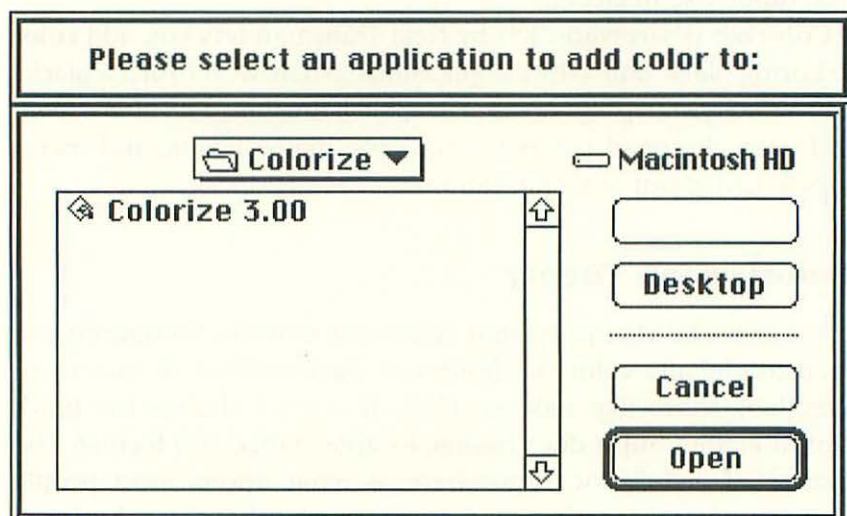 Please select an application to add color to:
Colorize
Macintosh HD
Colorize 3.00
Desktop
Cancel
Open